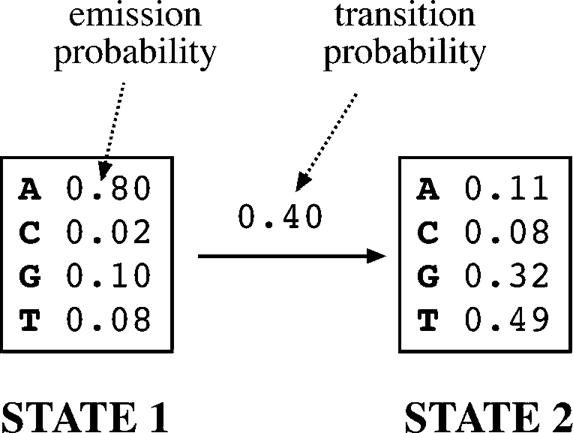 emission
probability
transition
probability
A 0.80
C 0.02
G 0.10
T 0.08
0.40
A 0.11
C 0.08
G 0.32
T 0.49
STATE 1
STATE 2